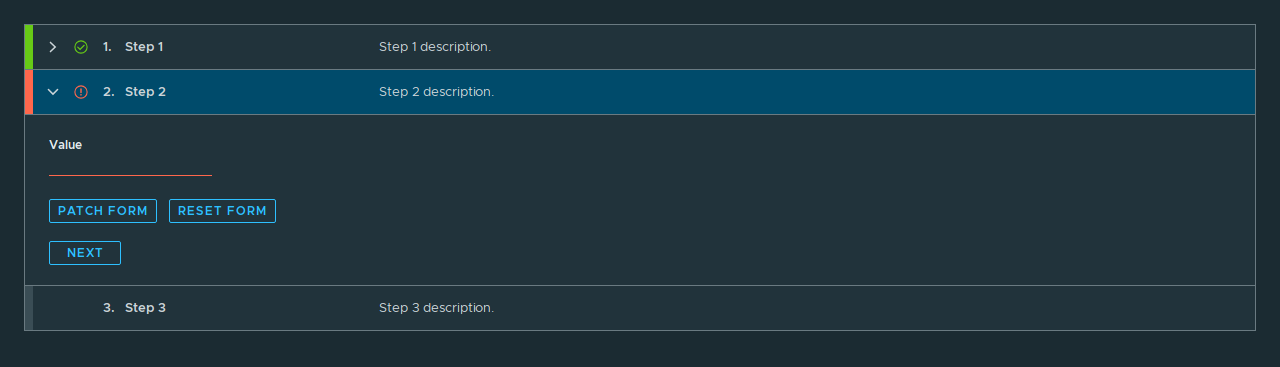 1. Step 1 Step 1 description.
2. Step 2 Step 2 description.
Value
PATCH FORM RESET FORM
NEXT
3. Step 3 Step 3 description.